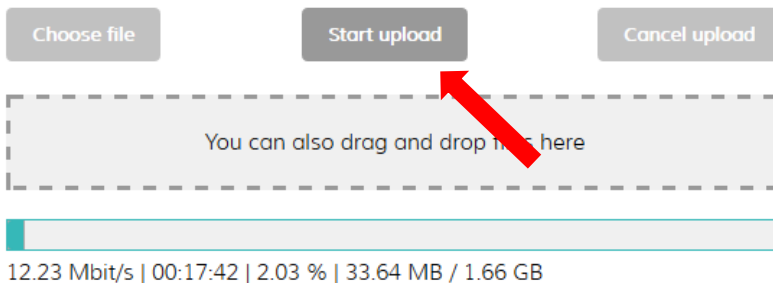 Choose file
Start upload
Cancel upload
You can also drag and drop files here
12.23 Mbit/s | 00:17:42 | 2.03 % | 33.64 MB / 1.66 GB